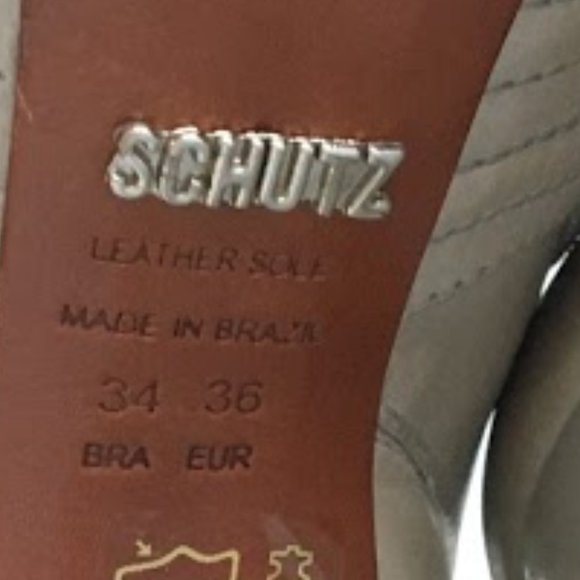 SCHUTZ
LEATHER SOLE
MADE IN BRAZIL
34 36
BRA EUR